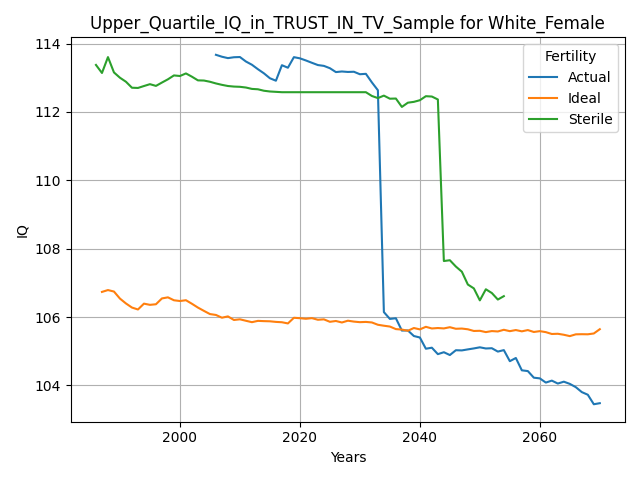 Upper_Quartile_IQ_in_TRUST_IN_TV_Sample for White_Female
Fertility
Actual
Ideal
Sterile
IQ
114
112
110
108
106
104
2000
2020
2040
2060
Years